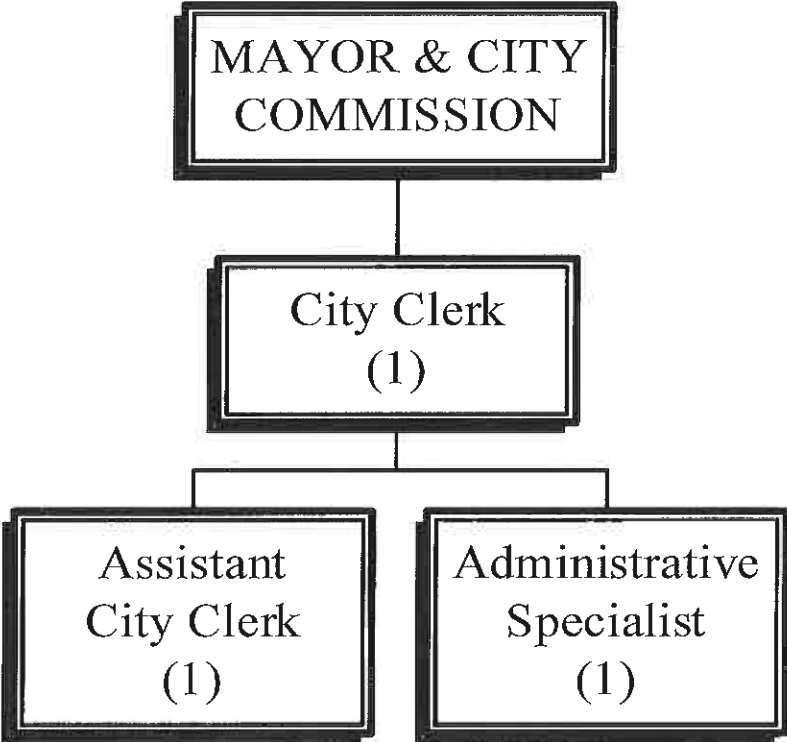 MAYOR & CITY
COMMISSION
City Clerk
(1)
Assistant
City Clerk
(1)
Administrative
Specialist
(1)